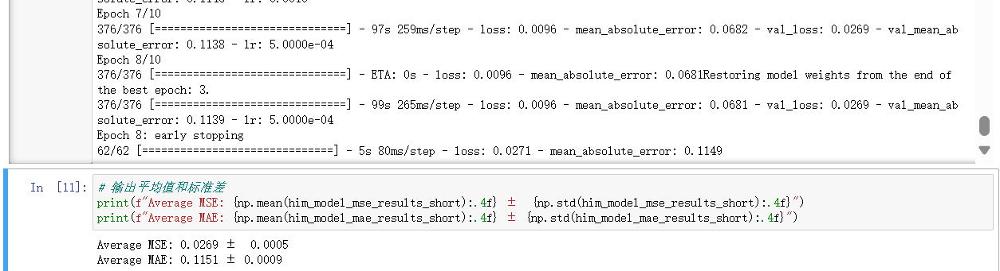 Epoch 7/10
376/376 [==============================] - 97s 259ms/step - loss: 0.0096 - mean_absolute_error: 0.0682 - val_loss: 0.0269 - val_mean_ab
solute_error: 0.1138 - lr: 5.0000e-04
Epoch 8/10
376/376 [==============================] - ETA: 0s - loss: 0.0096 - mean_absolute_error: 0.0681Restoring model weights from the end of
the best epoch: 3.
376/376 [==============================] - 99s 265ms/step - loss: 0.0096 - mean_absolute_error: 0.0681 - val_loss: 0.0269 - val_mean_ab
solute_error: 0.1139 - lr: 5.0000e-04
Epoch 8: early stopping
62/62 [==============================] - 5s 80ms/step - loss: 0.0271 - mean_absolute_error: 0.1149
In [11]: # 输出平均值和标准差
print(f"Average MSE: {np.mean(him_model_mse_results_short):.4f} ± {np.std(him_model_mse_results_short):.4f}")
print(f"Average MAE: {np.mean(him_model_mae_results_short):.4f} ± {np.std(him_model_mae_results_short):.4f}")
Average MSE: 0.0269 ± 0.0005
Average MAE: 0.1151 ± 0.0009